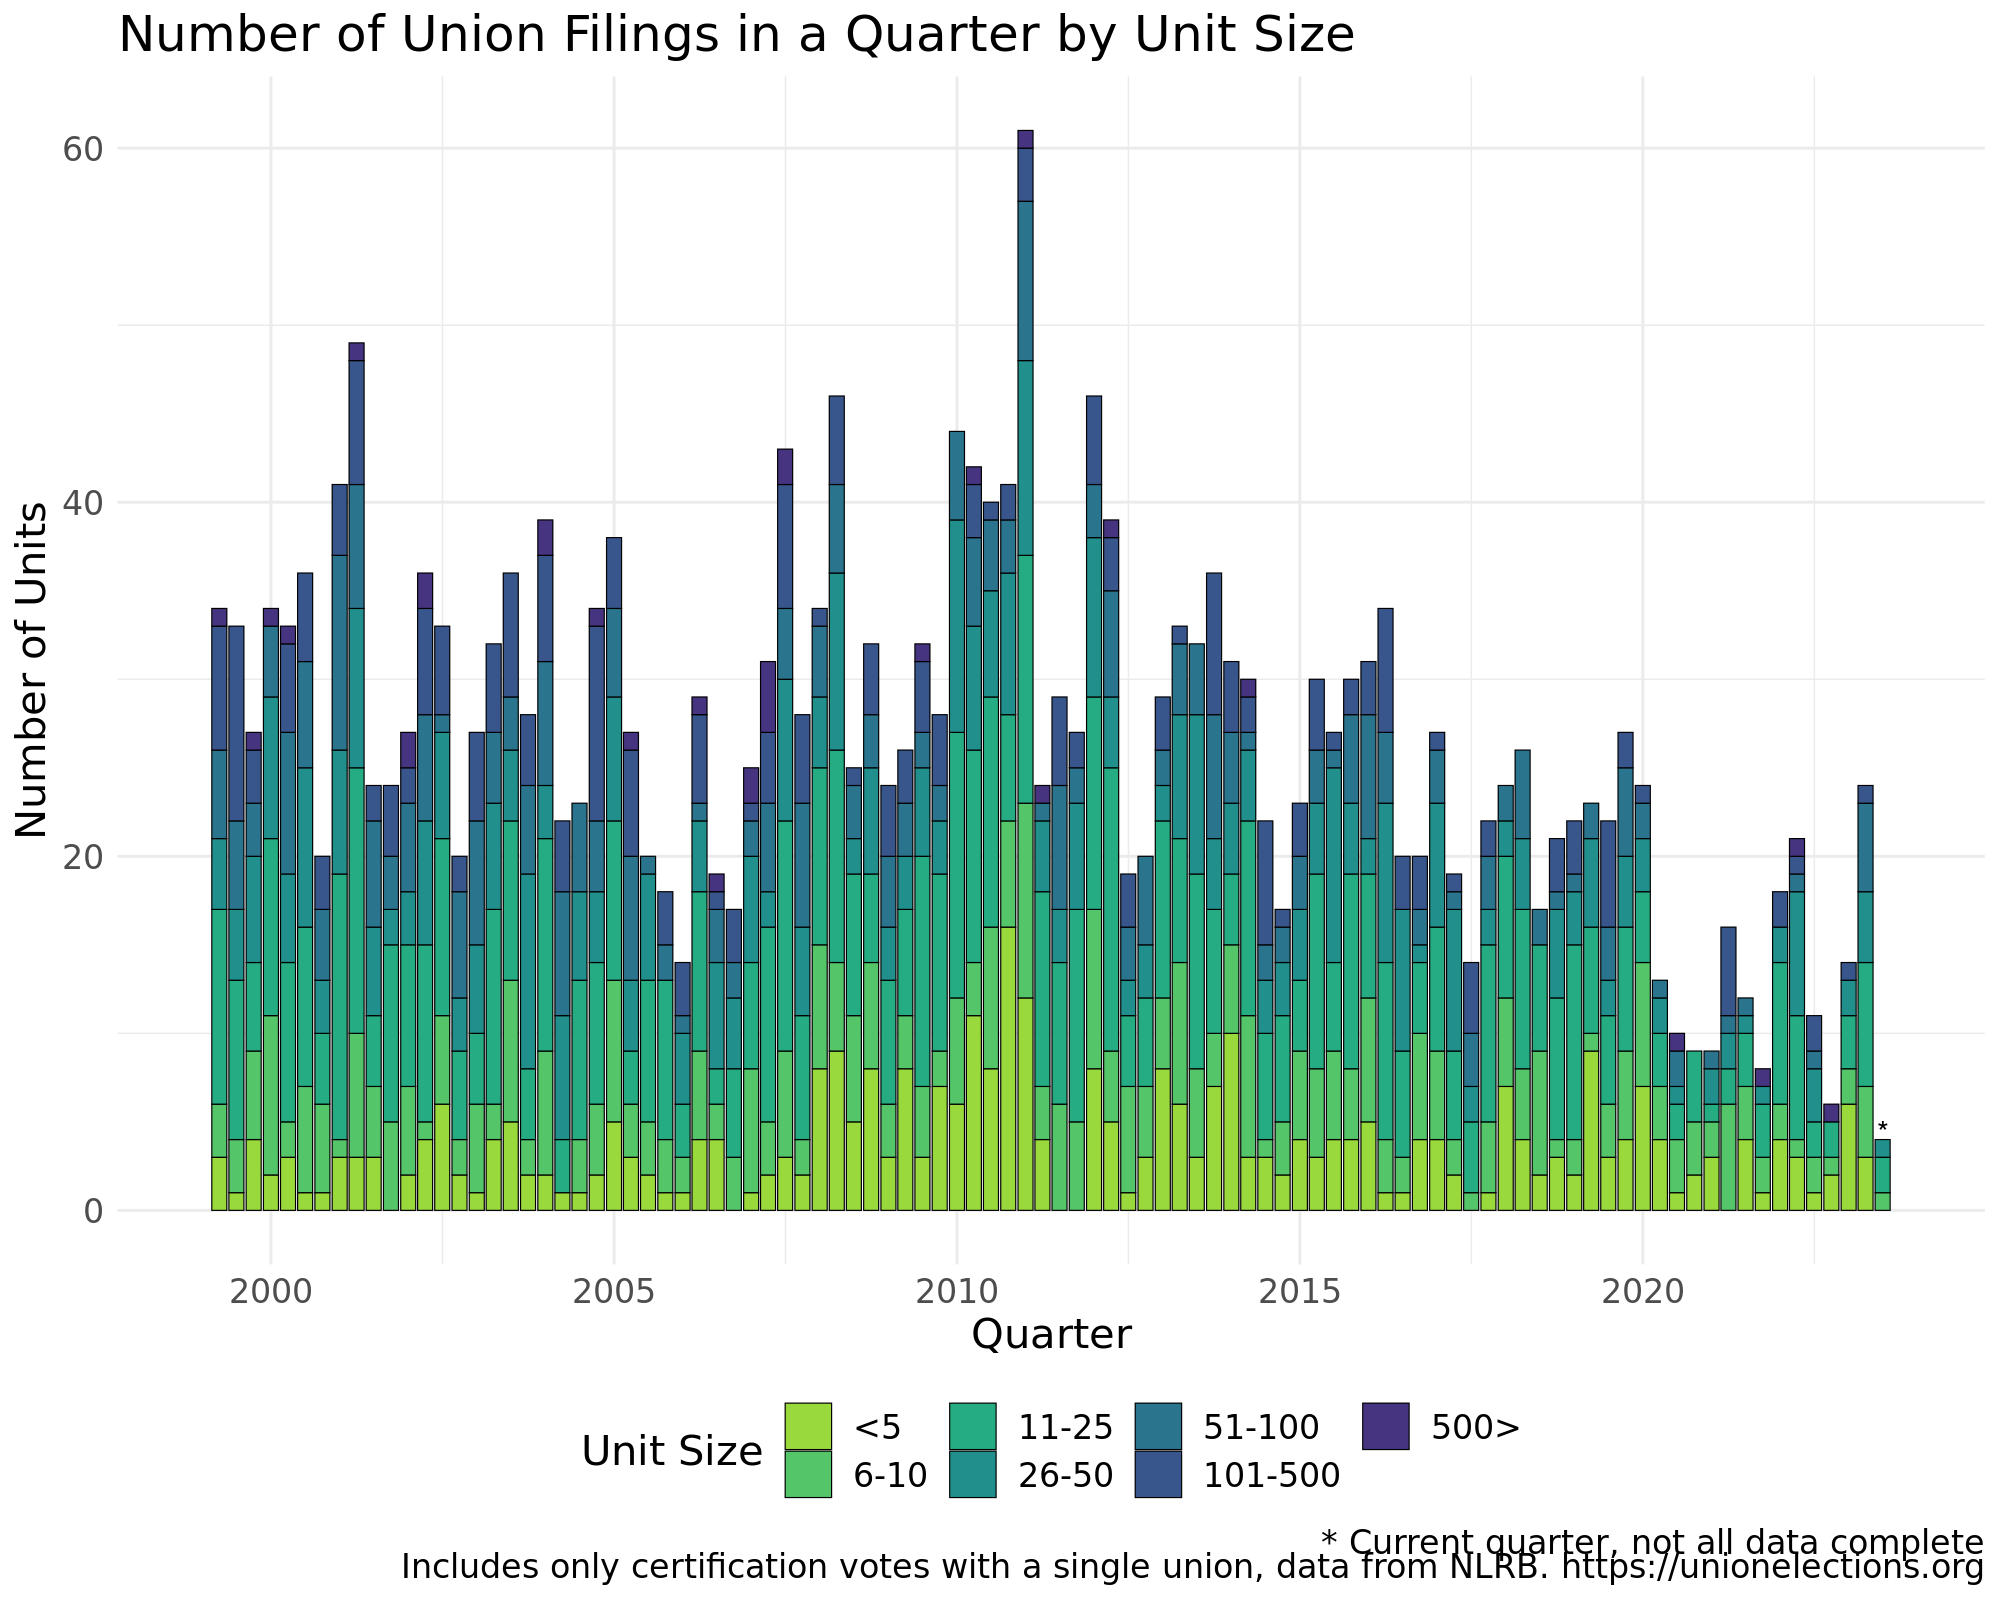 Number of Union Filings in a Quarter by Unit Size
Number of Units
60
40
20
0
*
2000 2005 2010 2015 2020
Quarter
Unit Size
<5 11-25 51-100 500>
6-10 26-50 101-500
* Current quarter, not all data complete
Includes only certification votes with a single union, data from NLRB. https://unionelections.org